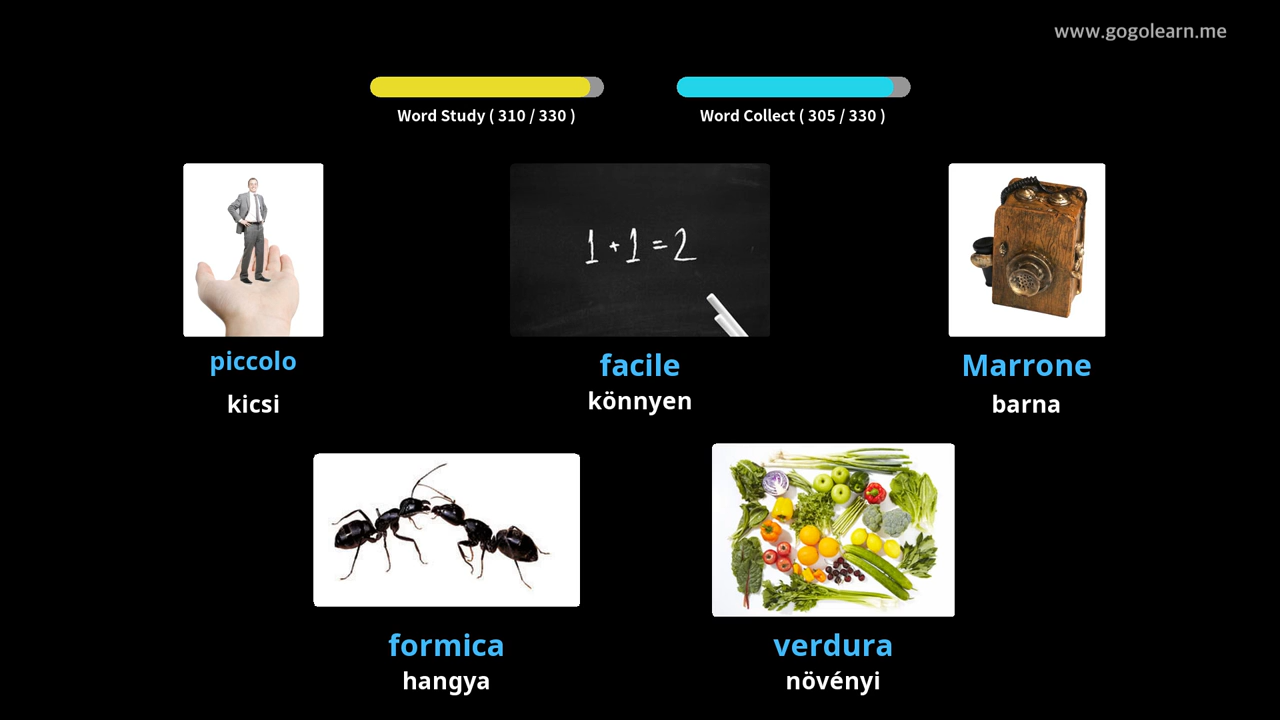 www.gogolearn.me
Word Study ( 310 / 330 )
Word Collect ( 305 / 330 )
1 + 1 = 2
piccolo
facile
Marrone
kicsi
könnyen
barna
formica
verdura
hangya
növényi